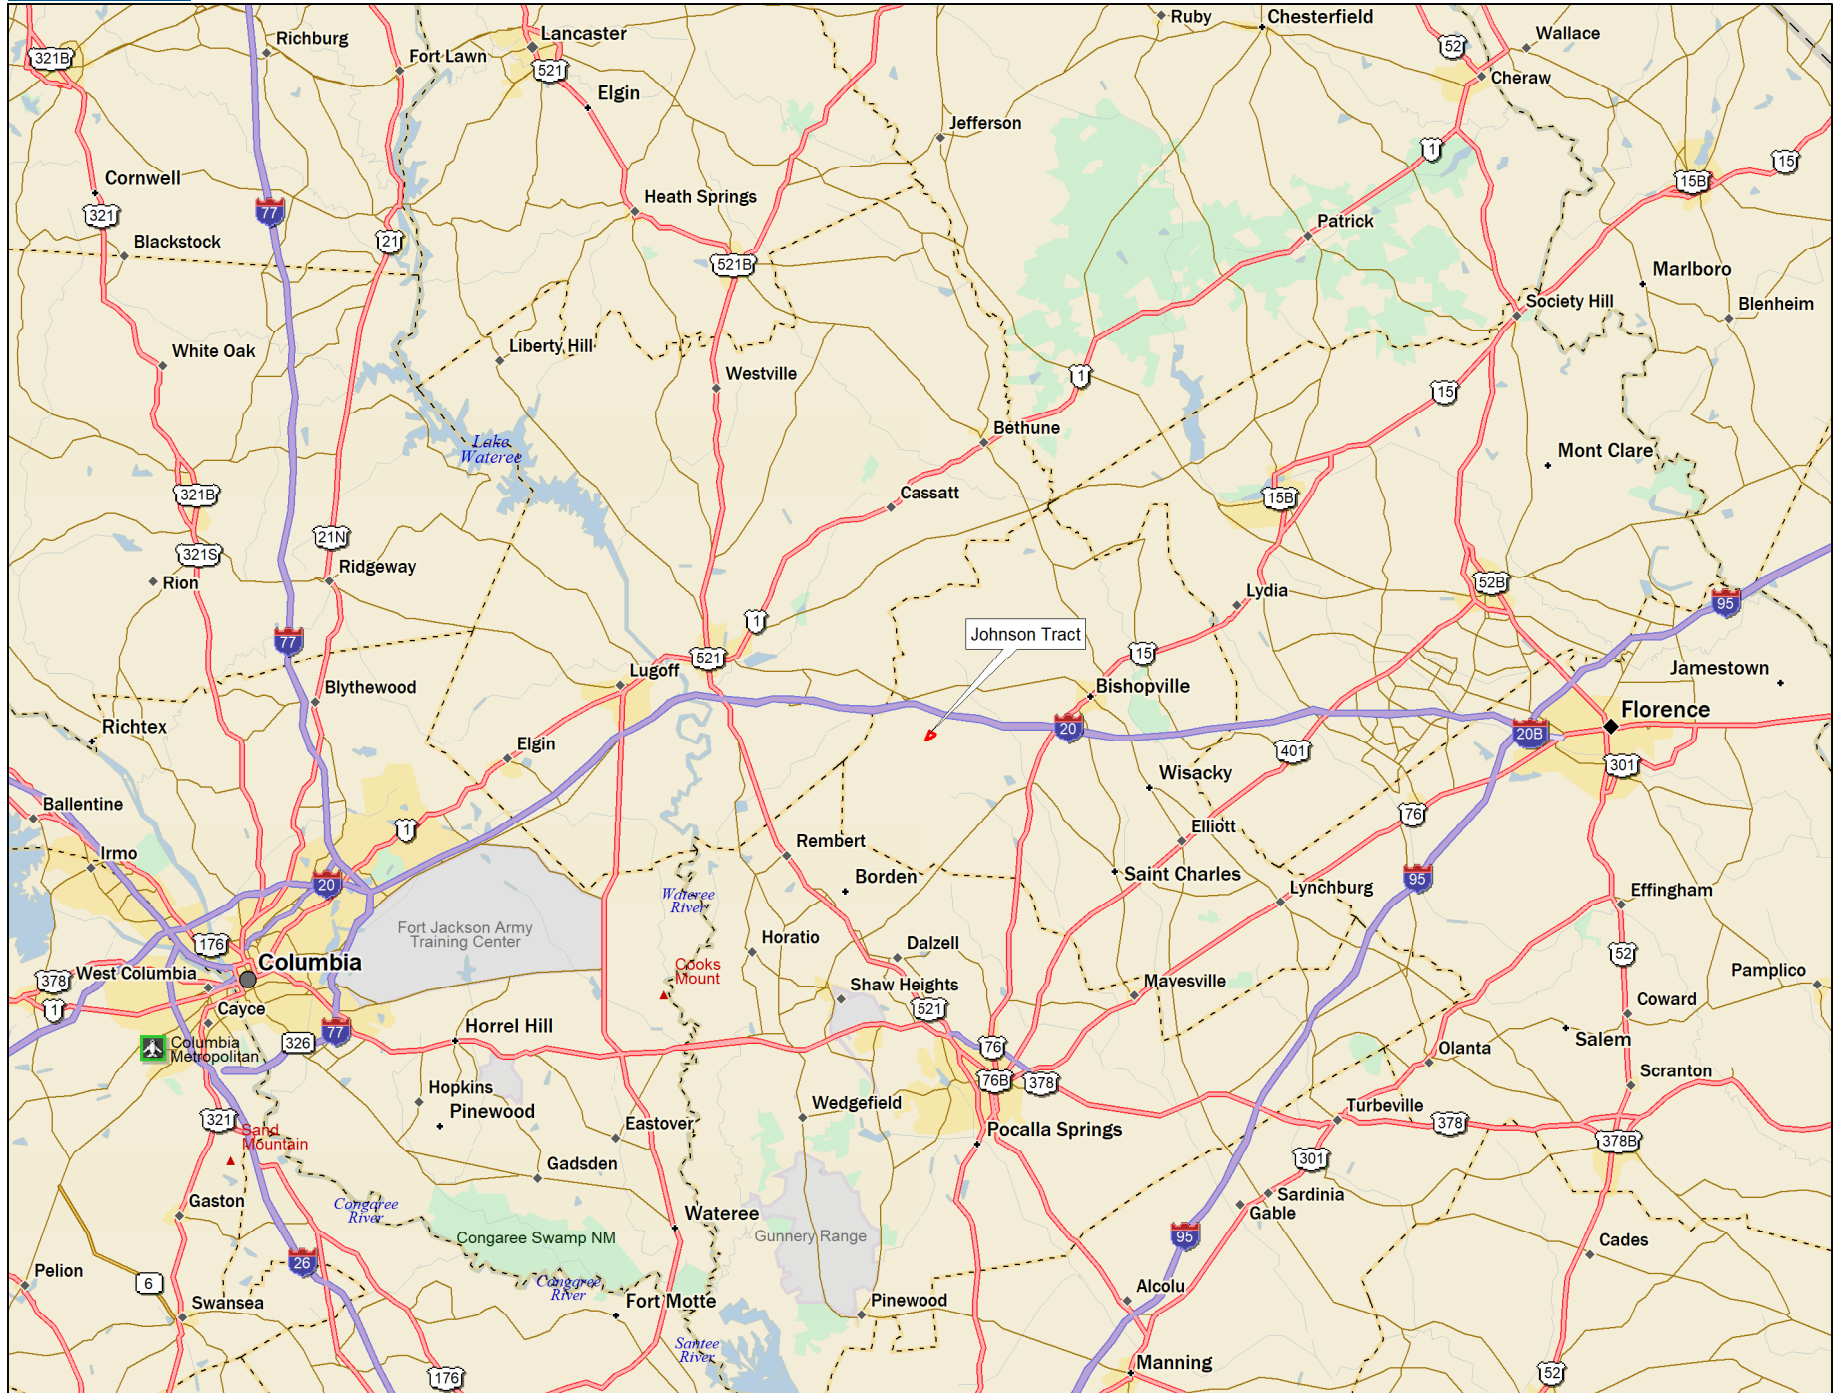 Richburg
Fort Lawn
Lancaster
Ruby
Chesterfield
Wallace
52
321B
521
Elgin
Cheraw
Jefferson
1
15
15B
Cornwell
321
77
Heath Springs
Patrick
Blackstock
21
521B
Marlboro
Society Hill
Blenheim
Liberty Hill
White Oak
Westville
1
15
Bethune
Lake
Wateree
Mont Clare
321B
Cassatt
15B
21N
321S
Ridgeway
Rion
52B
Lydia
95
1
77
Johnson Tract
521
15
Lugoff
Jamestown
Blythewood
Bishopville
Florence
Richtex
20
20B
Elgin
401
301
Wisacky
Ballentine
76
1
Elliott
Rembert
Irmo
Borden
Saint Charles
20
95
Lynchburg
Effingham
Wateree
River
Fort Jackson Army
Training Center
Horatio
Dalzell
176
52
Columbia
Cooks
Mount
West Columbia
378
Shaw Heights
Mavesville
Pamplico
1
Cayce
521
Coward
Horrel Hill
77
326
Salem
Columbia
Metropolitan
76
Olanta
Scranton
Hopkins
76B
378
Pinewood
Wedgefield
Turbeville
321
Eastover
378
Pocalla Springs
Sand
Mountain
378B
Gadsden
301
Gaston
Sardinia
Congaree
River
Wateree
Gable
Congaree Swamp NM
Gunnery Range
95
Cades
26
Pelion
6
Congaree
River
Alcolu
Swansea
Fort Motte
Pinewood
Santee
River
Manning
176
52